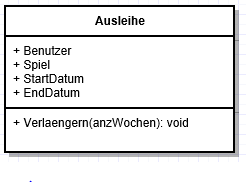 Ausleihe
+ Benutzer
+ Spiel
+ StartDatum
+ EndDatum
+ Verlaengern(anzWochen): void